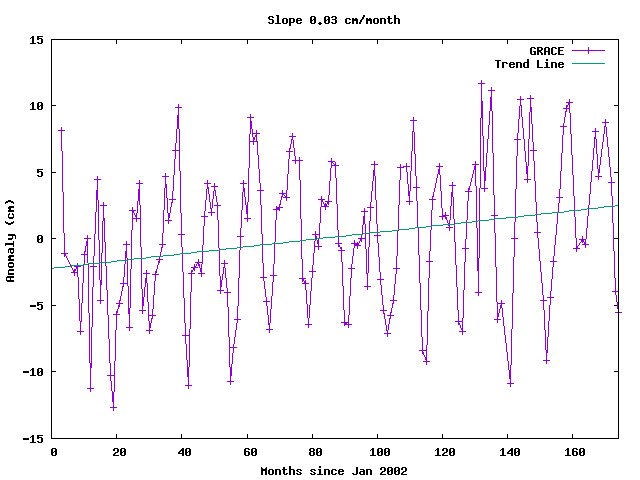 Slope 0.03 cm/month
15
GRACE
Trend Line
10
5
0
-5
-10
-15
Anomaly (cm)
0 20 40 60 80 100 120 140 160
Months since Jan 2002